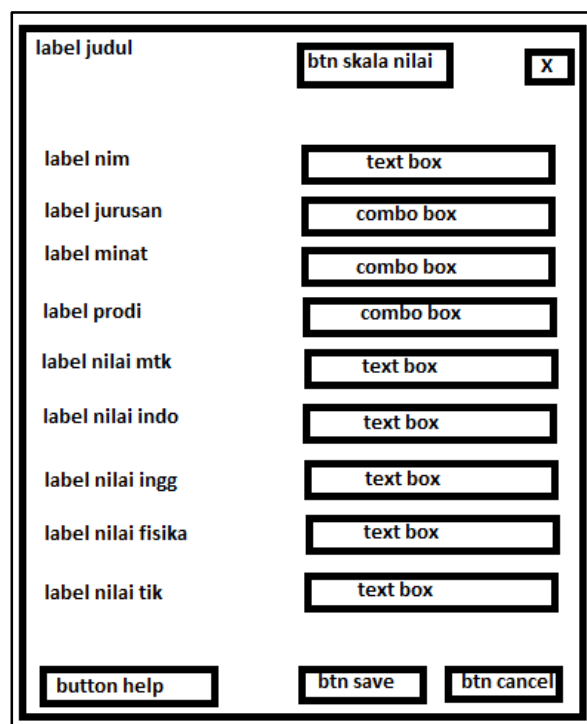 label judul
btn skala nilai
X
label nim
text box
label jurusan
combo box
label minat
combo box
label prodi
combo box
label nilai mtk
text box
label nilai indo
text box
label nilai ingg
text box
label nilai fisika
text box
label nilai tik
text box
button help
btn save
btn cancel